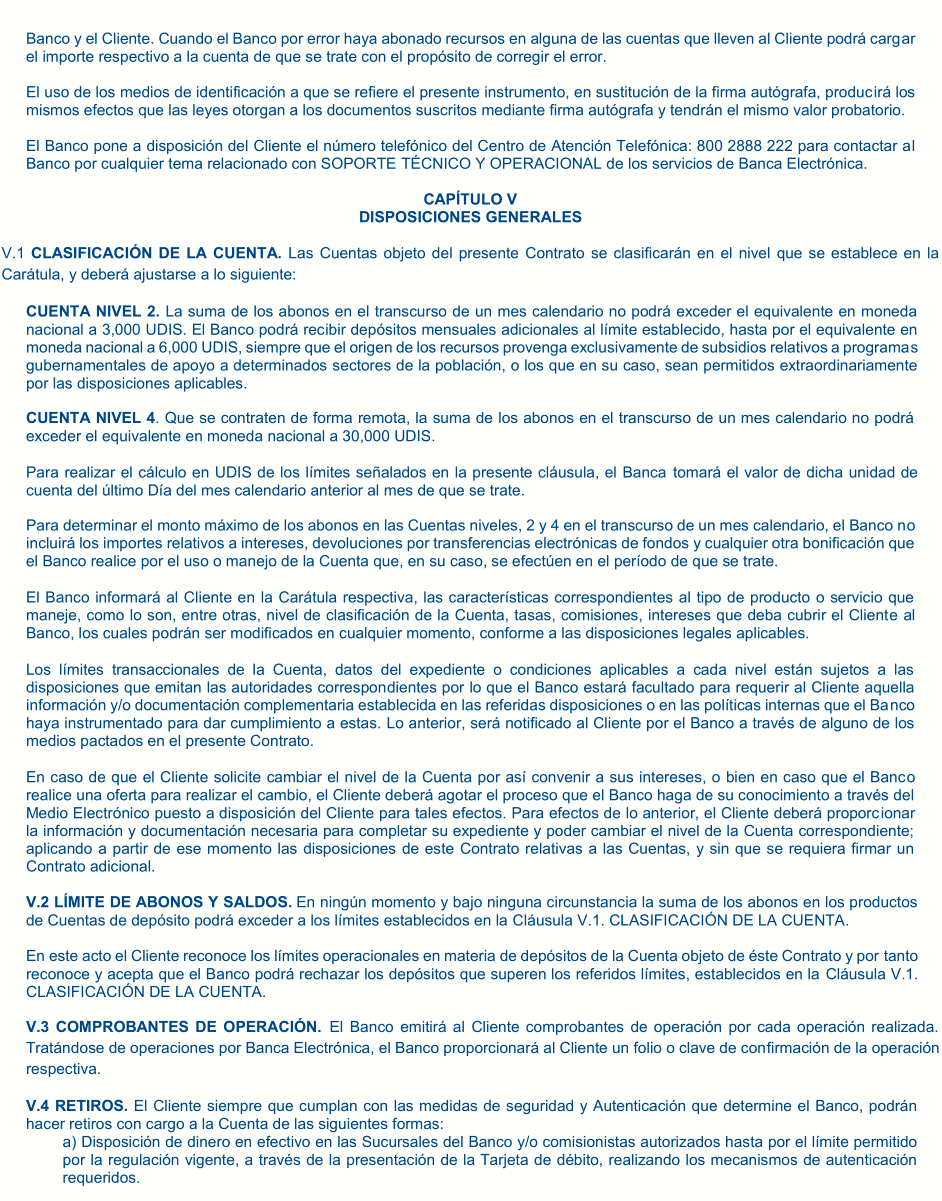 Banco y el Cliente. Cuando el Banco por error haya abonado recursos en alguna de las cuentas que lleven al Cliente podrá cargar
el importe respectivo a la cuenta de que se trate con el propósito de corregir el error.
El uso de los medios de identificación a que se refiere el presente instrumento, en sustitución de la firma autógrafa, producirá los
mismos efectos que las leyes otorgan a los documentos suscritos mediante firma autógrafa y tendrán el mismo valor probatorio.
El Banco pone a disposición del Cliente el número telefónico del Centro de Atención Telefónica: 800 2888 222 para contactar al
Banco por cualquier tema relacionado con SOPORTE TÉCNICO Y OPERACIONAL de los servicios de Banca Electrónica.
CAPÍTULO V
DISPOSICIONES GENERALES
V.1 CLASIFICACIÓN DE LA CUENTA. Las Cuentas objeto del presente Contrato se clasificarán en el nivel que se establece en la
Carátula, y deberá ajustarse a lo siguiente:
CUENTA NIVEL 2. La suma de los abonos en el transcurso de un mes calendario no podrá exceder el equivalente en moneda
nacional a 3,000 UDIS. El Banco podrá recibir depósitos mensuales adicionales al límite establecido, hasta por el equivalente en
moneda nacional a 6,000 UDIS, siempre que el origen de los recursos provenga exclusivamente de subsidios relativos a programas
gubernamentales de apoyo a determinados sectores de la población, o los que en su caso, sean permitidos extraordinariamente
por las disposiciones aplicables.
CUENTA NIVEL 4. Que se contraten de forma remota, la suma de los abonos en el transcurso de un mes calendario no podrá
exceder el equivalente en moneda nacional a 30,000 UDIS.
Para realizar el cálculo en UDIS de los límites señalados en la presente cláusula, el Banca tomará el valor de dicha unidad de
cuenta del último Día del mes calendario anterior al mes de que se trate.
Para determinar el monto máximo de los abonos en las Cuentas niveles, 2 y 4 en el transcurso de un mes calendario, el Banco no
incluirá los importes relativos a intereses, devoluciones por transferencias electrónicas de fondos y cualquier otra bonificación que
el Banco realice por el uso o manejo de la Cuenta que, en su caso, se efectúen en el período de que se trate.
El Banco informará al Cliente en la Carátula respectiva, las características correspondientes al tipo de producto o servicio que
maneje, como lo son, entre otras, nivel de clasificación de la Cuenta, tasas, comisiones, intereses que deba cubrir el Cliente al
Banco, los cuales podrán ser modificados en cualquier momento, conforme a las disposiciones legales aplicables.
Los límites transaccionales de la Cuenta, datos del expediente o condiciones aplicables a cada nivel están sujetos a las
disposiciones que emitan las autoridades correspondientes por lo que el Banco estará facultado para requerir al Cliente aquella
información y/o documentación complementaria establecida en las referidas disposiciones o en las políticas internas que el Banco
haya instrumentado para dar cumplimiento a estas. Lo anterior, será notificado al Cliente por el Banco a través de alguno de los
medios pactados en el presente Contrato.
En caso de que el Cliente solicite cambiar el nivel de la Cuenta por así convenir a sus intereses, o bien en caso que el Banco
realice una oferta para realizar el cambio, el Cliente deberá agotar el proceso que el Banco haga de su conocimiento a través del
Medio Electrónico puesto a disposición del Cliente para tales efectos. Para efectos de lo anterior, el Cliente deberá proporcionar
la información y documentación necesaria para completar su expediente y poder cambiar el nivel de la Cuenta correspondiente;
aplicando a partir de ese momento las disposiciones de este Contrato relativas a las Cuentas, y sin que se requiera firmar un
Contrato adicional.
V.2 LÍMITE DE ABONOS Y SALDOS. En ningún momento y bajo ninguna circunstancia la suma de los abonos en los productos
de Cuentas de depósito podrá exceder a los límites establecidos en la Cláusula V.1. CLASIFICACIÓN DE LA CUENTA.
En este acto el Cliente reconoce los límites operacionales en materia de depósitos de la Cuenta objeto de éste Contrato y por tanto
reconoce y acepta que el Banco podrá rechazar los depósitos que superen los referidos límites, establecidos en la Cláusula V.1.
CLASIFICACIÓN DE LA CUENTA.
V.3 COMPROBANTES DE OPERACIÓN. El Banco emitirá al Cliente comprobantes de operación por cada operación realizada.
Tratándose de operaciones por Banca Electrónica, el Banco proporcionará al Cliente un folio o clave de confirmación de la operación
respectiva.
V.4 RETIROS. El Cliente siempre que cumplan con las medidas de seguridad y Autenticación que determine el Banco, podrán
hacer retiros con cargo a la Cuenta de las siguientes formas:
a) Disposición de dinero en efectivo en las Sucursales del Banco y/o comisionistas autorizados hasta por el límite permitido
por la regulación vigente, a través de la presentación de la Tarjeta de débito, realizando los mecanismos de autenticación
requeridos.